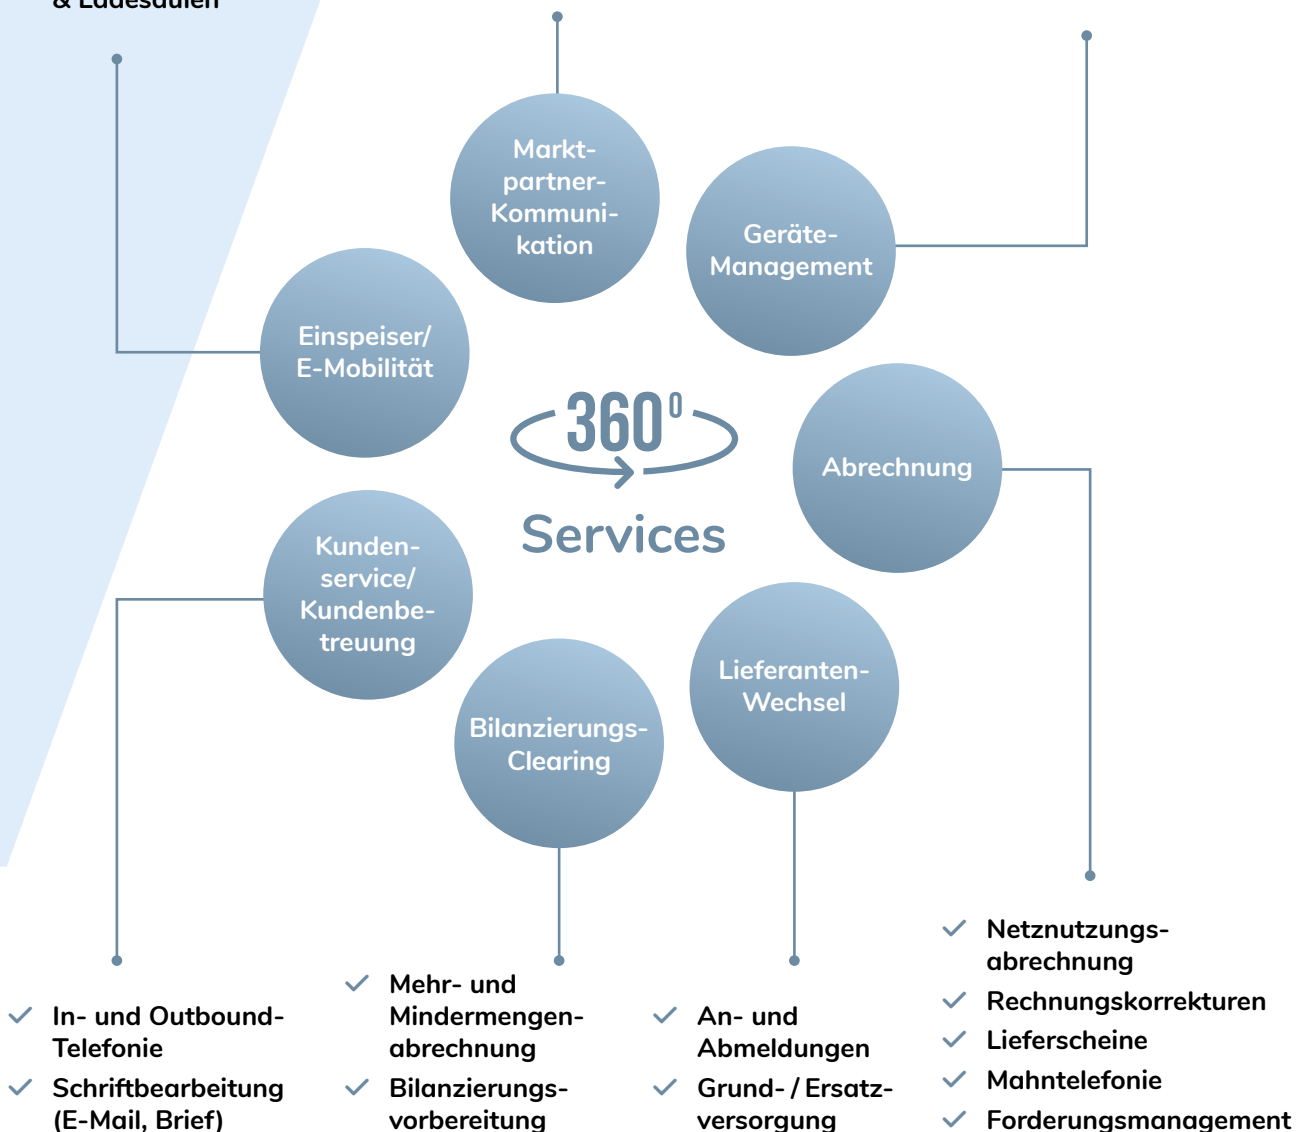 & Ladesäulen
Markt-
partner-
Kommuni-
kation
Geräte-
Management
Einspeiser/
E-Mobilität
360°
Services
Abrechnung
Kunden-
service/
Kundenbe-
treuung
Lieferanten-
Wechsel
Bilanzierungs-
Clearing
In- und Outbound-
Telefonie
Schriftbearbeitung
(E-Mail, Brief)
Mehr- und
Mindermengen-
abrechnung
Bilanzierungs-
vorbereitung
An- und
Abmeldungen
Grund- / Ersatz-
versorgung
Netznutzungs-
abrechnung
Rechnungskorrekturen
Lieferscheine
Mahntelefonie
Forderungsmanagement